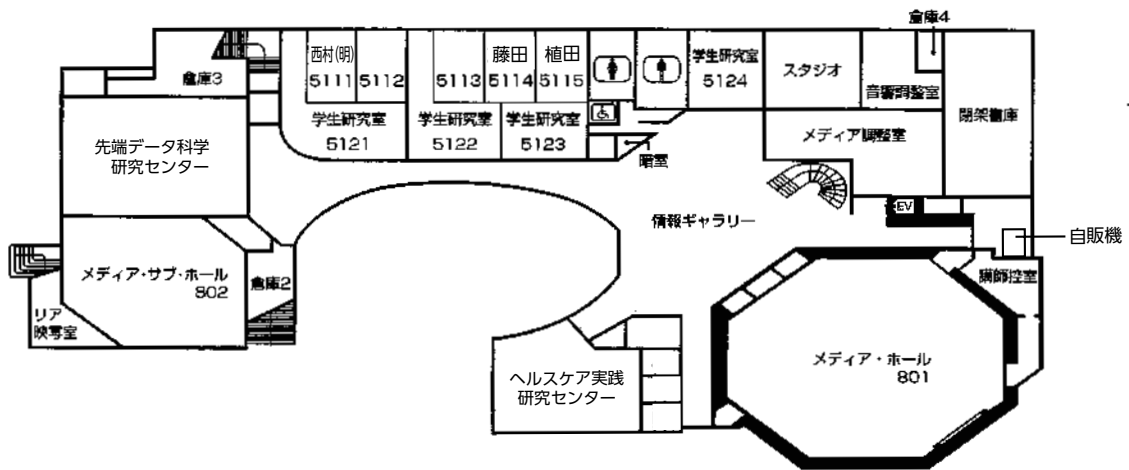 倉庫4
西村(明)
5111
5112
5113
藤田
5114
植田
5115
学生研究室
5124
スタジオ
音響調整室
閉架書庫
倉庫3
学生研究室
5121
学生研究室
5122
学生研究室
5123
暗室
メディア調整室
先端データ科学
研究センター
情報ギャラリー
EV
自販機
メディア・サブ・ホール
802
倉庫2
講師控室
リア
映写室
メディア・ホール
801
ヘルスケア実践
研究センター